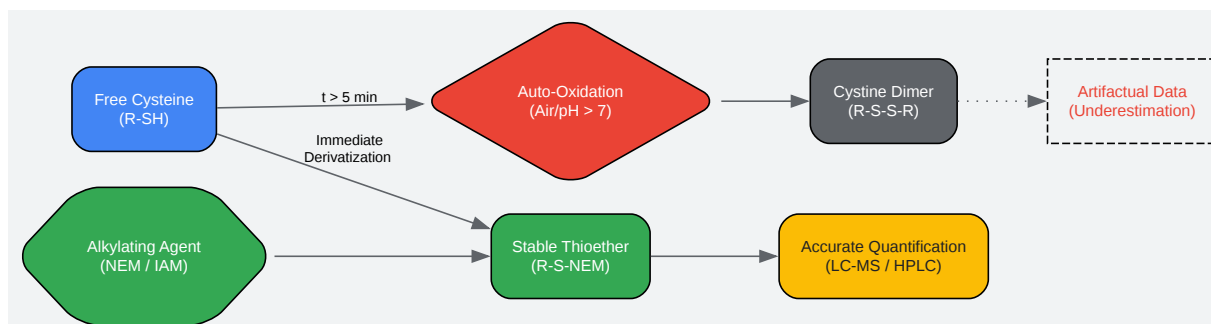 Free Cysteine
(R-SH)
t > 5 min
Auto-Oxidation
(Air/pH > 7)
Cystine Dimer
(R-S-S-R)
Artifactual Data
(Underestimation)
Immediate
Derivatization
Alkylating Agent
(NEM / IAM)
Stable Thioether
(R-S-NEM)
Accurate Quantification
(LC-MS / HPLC)